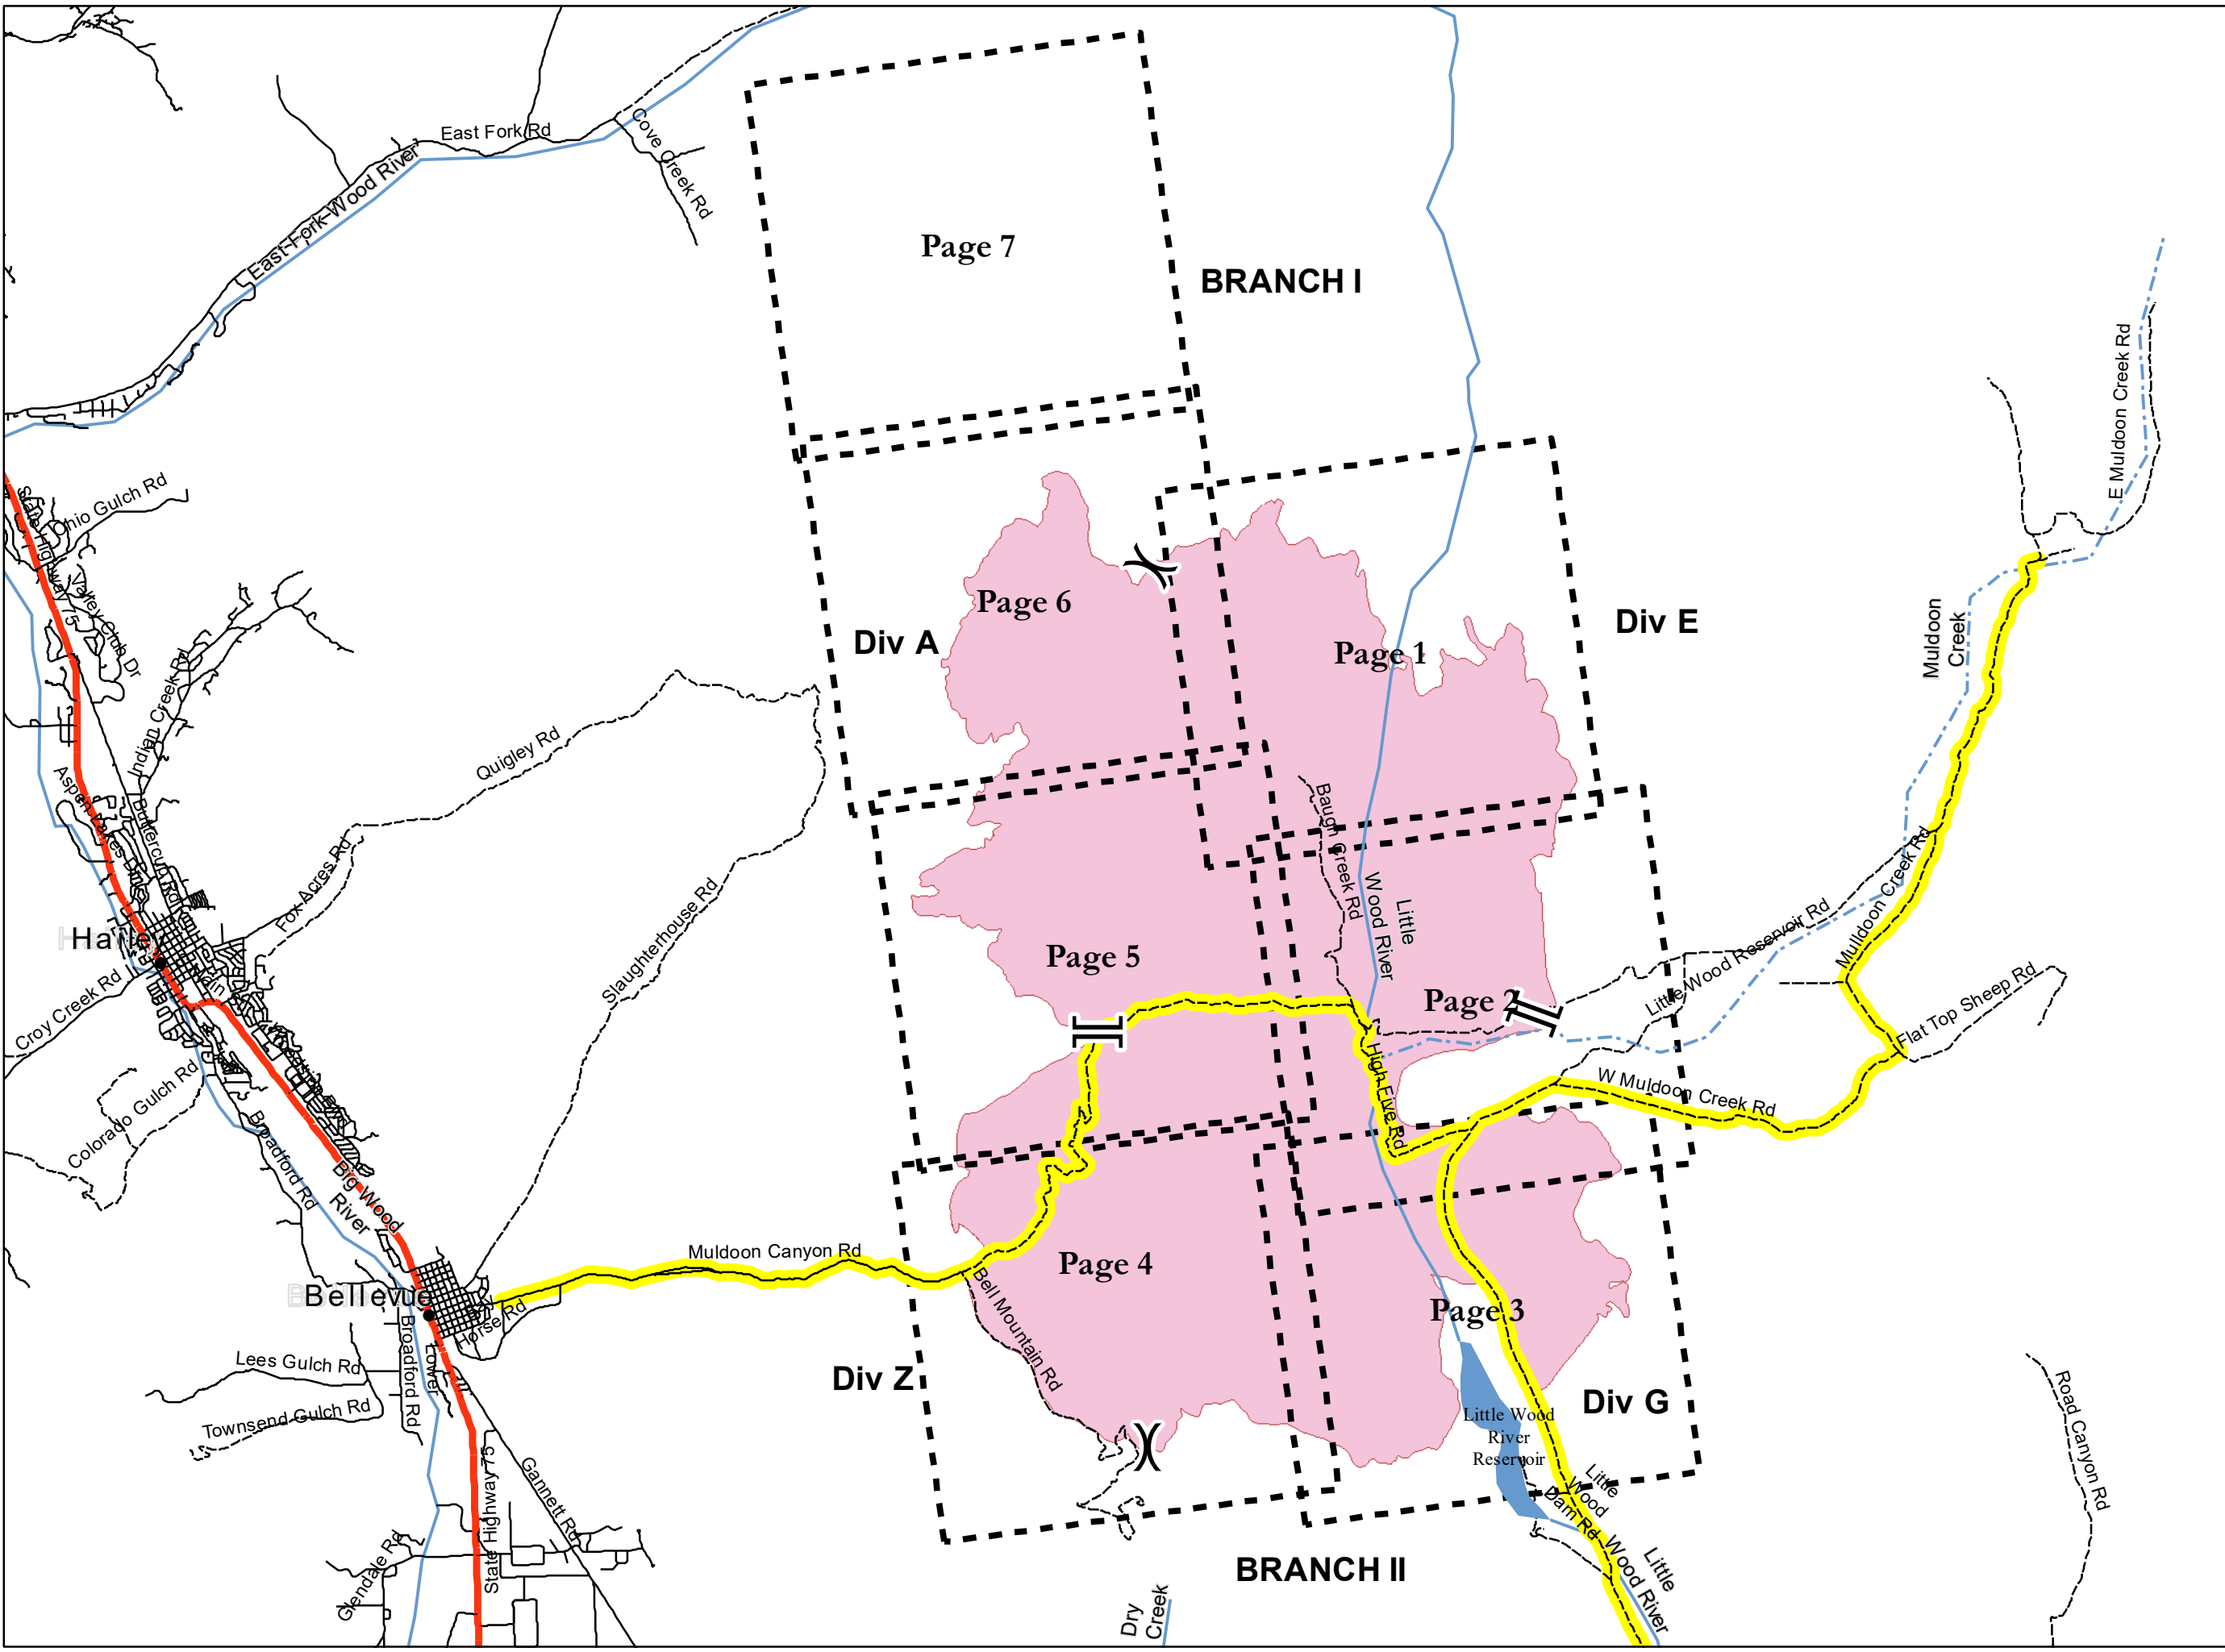 East Fork Rd
Cove Creek Rd
East Fork Wood River
Page 7
BRANCH I
E Muldoon Creek Rd
State Highway 75
Ohio Gulch Rd
Valley Club Dr
Page 6
Div A
Page 1
Div E
Muldoon
Creek
Indian Creek Rd
Quigley Rd
Buttercup Rd
Baugh Creek Rd
Fox Acres Rd
Little
Wood River
Muldoon Creek Rd
Hailey
Slaughterhouse Rd
Page 5
Page 2
Little Wood Reservoir Rd
Croy Creek Rd
Flat Top Sheep Rd
Colorado Gulch Rd
High Five Rd
W Muldoon Creek Rd
Broadford Rd
Big Wood
River
Muldoon Canyon Rd
Page 4
Bellevue
Horse Rd
Bell Mountain Rd
Page 3
Lees Gulch Rd
Lower
Broadford Rd
Div Z
Div G
Townsend Gulch Rd
Little Wood
River
Reservoir
Road Canyon Rd
Gannett Rd
State Highway 75
Glendale Rd
Little
Wood
Dam Rd
BRANCH II
Little
Wood River
Dry
Creek